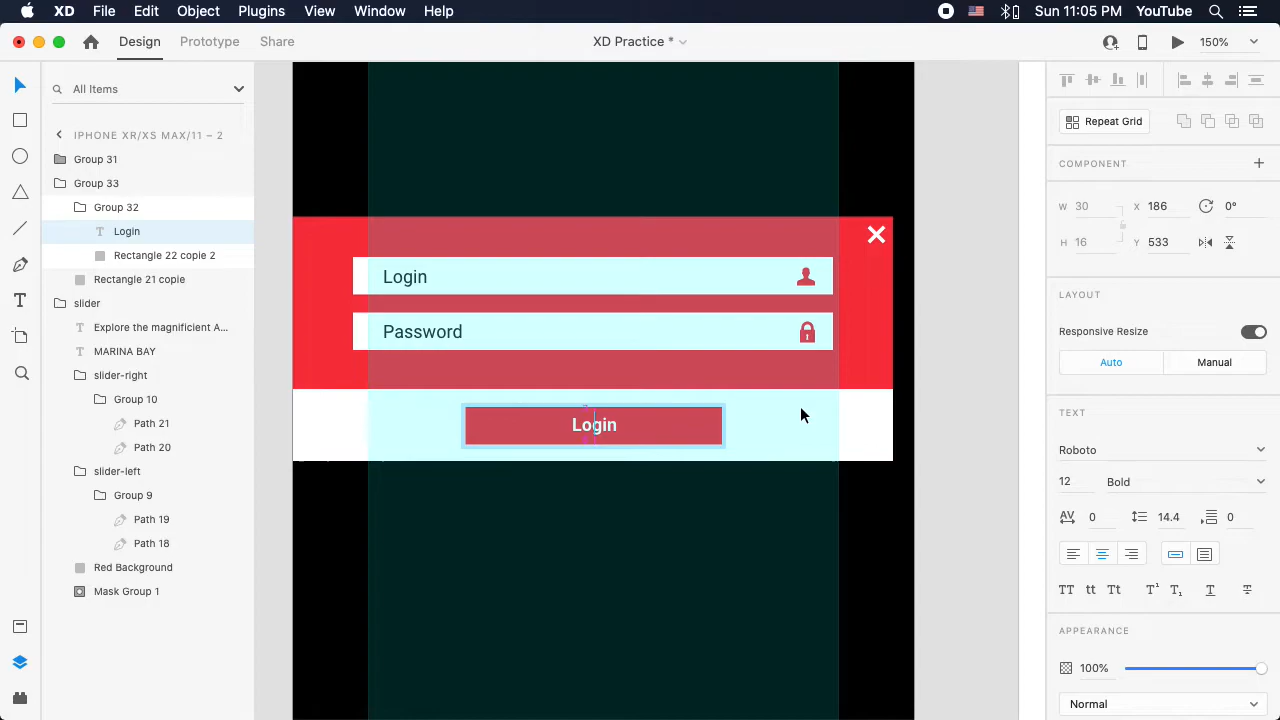 XD File Edit Object Plugins View Window Help Sun 11:05 PM YouTube
Design Prototype Share XD Practice * 150%
All Items
IPHONE XR/XS MAX/11 – 2
Group 31
Group 33
Group 32
Login
Rectangle 22 copie 2
Rectangle 21 copie
slider
Explore the magnificient A...
MARINA BAY
slider-right
Group 10
Path 21
Path 20
slider-left
Group 9
Path 19
Path 18
Red Background
Mask Group 1
Login
Password
Login
Repeat Grid
COMPONENT
W 30 X 186 0°
H 16 Y 533
LAYOUT
Responsive Resize
Auto Manual
TEXT
Roboto
12 Bold
AV 0 14.4 0
TT tt Tt T¹ T₁ T T
APPEARANCE
100%
Normal